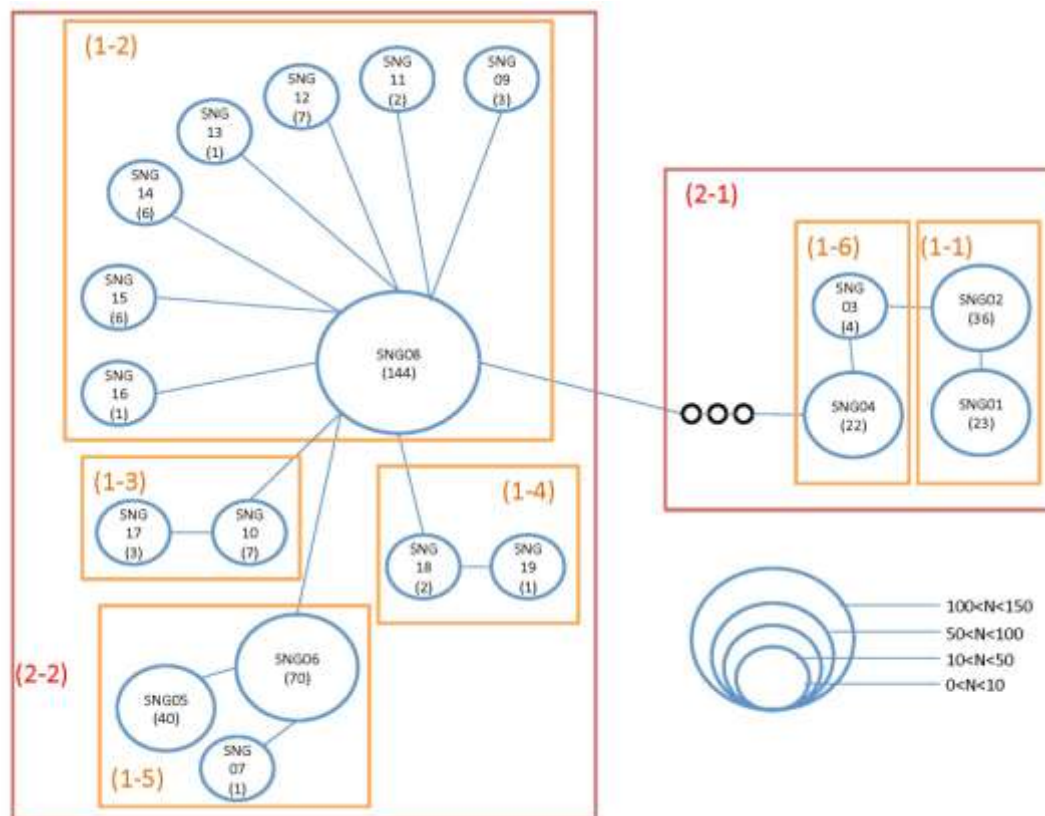 (1-2)
SNG
11
(2)
SNG
09
(3)
SNG
12
(7)
SNG
13
(1)
SNG
14
(6)
SNG
15
(6)
SNG
16
(1)
SNG08
(144)
(2-1)
(1-6)
(1-1)
SNG
03
(4)
SNG02
(36)
SNG04
(22)
SNG01
(23)
(1-3)
SNG
17
(3)
SNG
10
(7)
(1-4)
SNG
18
(2)
SNG
19
(1)
(2-2)
SNG06
(70)
SNG05
(40)
SNG
07
(1)
(1-5)
100<N<150
50<N<100
10<N<50
0<N<10